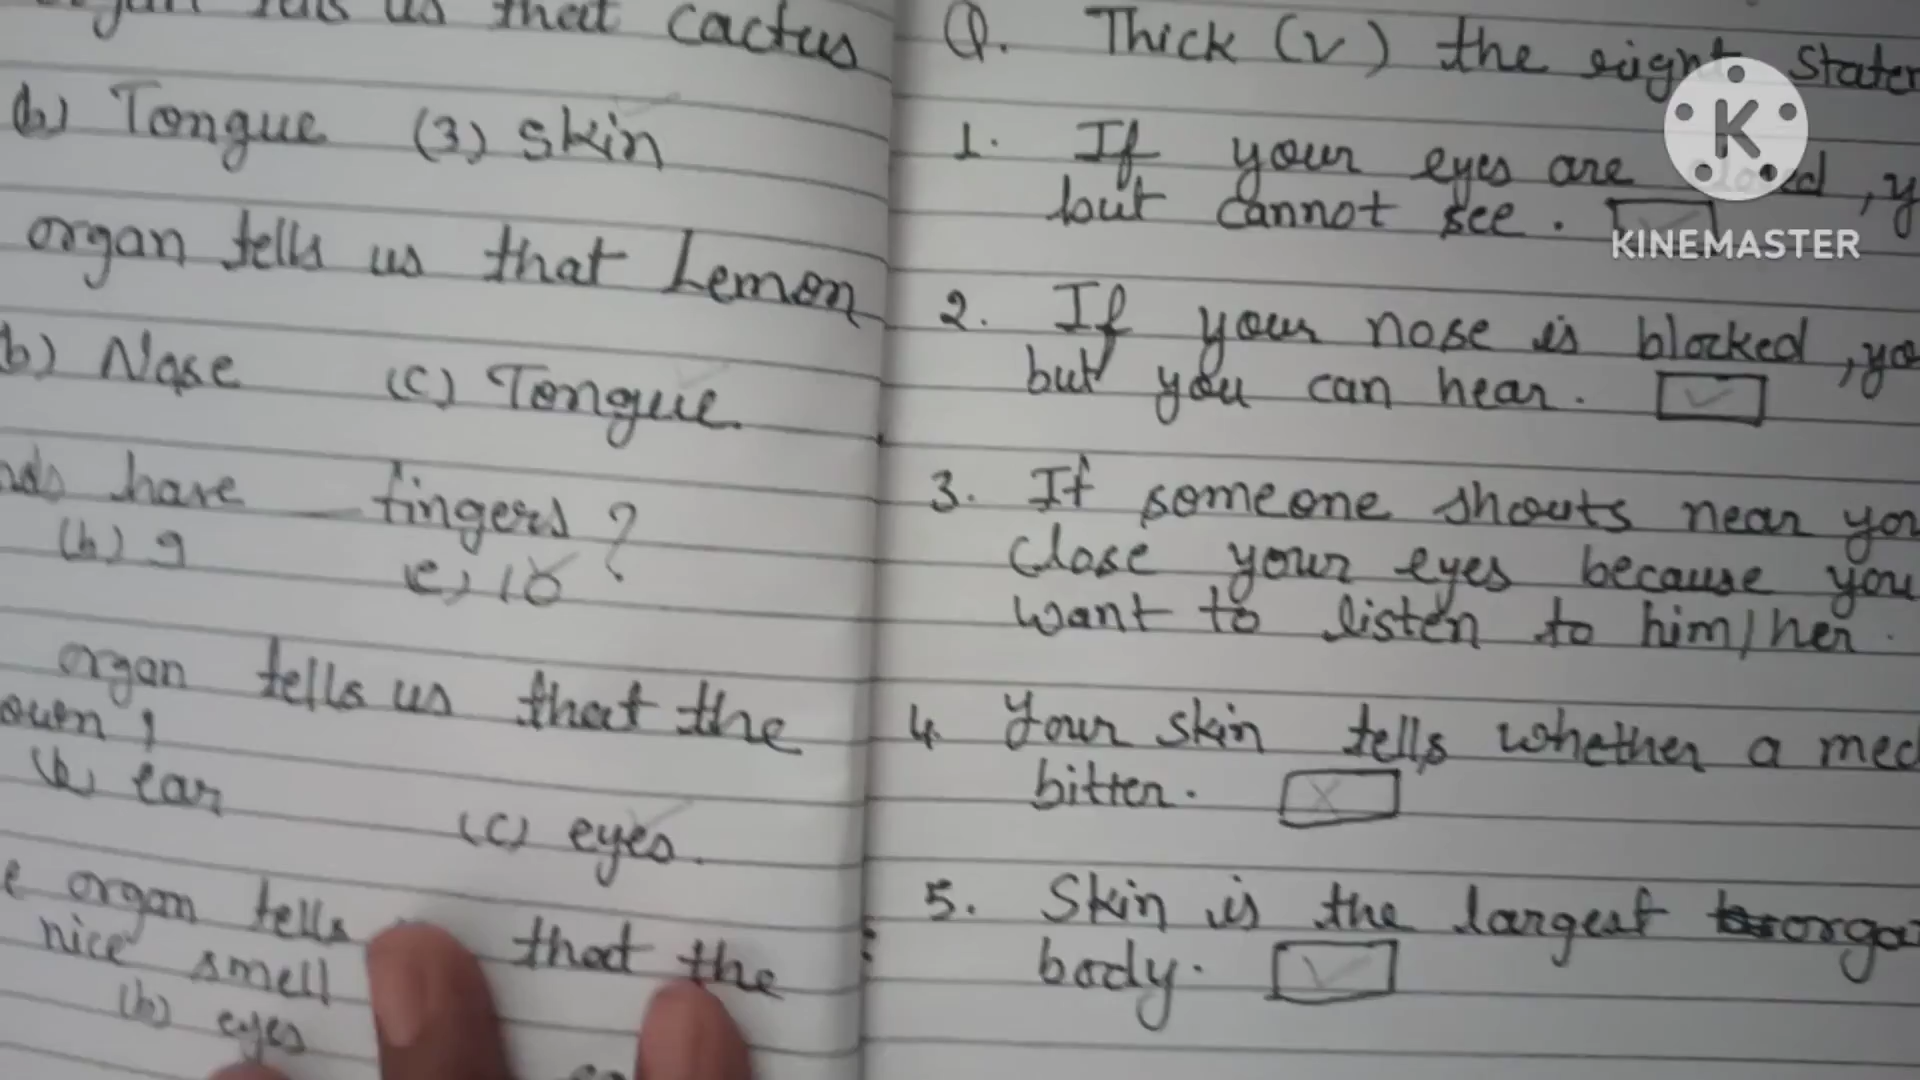 organ tells us that cactus
b) Tongue (3) Skin
organ tells us that Lemon
b) Nose (c) Tongue
have fingers?
(b) 9 c) 10
organ tells us that the
(b) ear
(c) eyes.
organ tells that the
nice smell
(b) eyes
Q. Thick (✓) the right
1. If your eyes are
but cannot see.
2. If your nose is blocked,
but you can hear. ✓
3. If someone shouts near
close your eyes because you
want to listen to him/her.
4. Your skin tells whether a
bitter. X
5. Skin is the largest
body. ✓
K
KINEMASTER